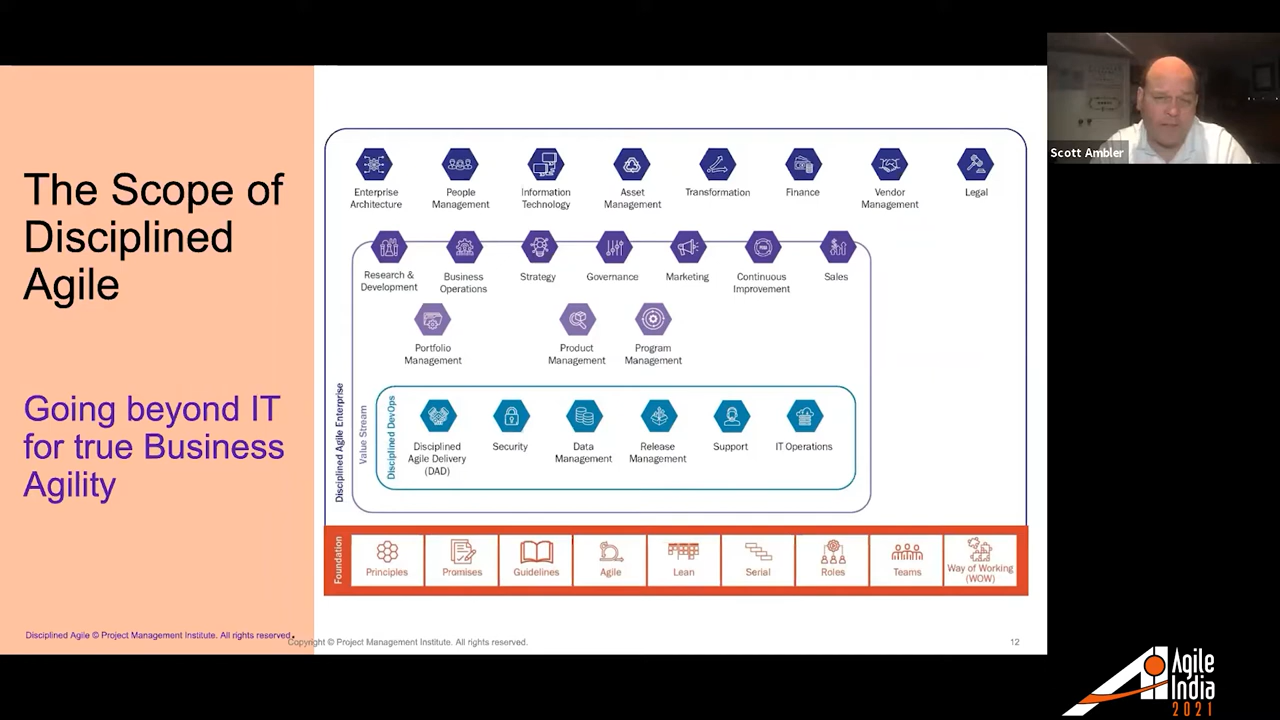 The Scope of
Disciplined
Agile
Going beyond IT
for true Business
Agility
Disciplined Agile © Project Management Institute. All rights reserved.
Enterprise
Architecture
People
Management
Information
Technology
Asset
Management
Transformation
Finance
Vendor
Management
Legal
Research &
Development
Business
Operations
Strategy
Governance
Marketing
Continuous
Improvement
Sales
Portfolio
Management
Product
Management
Program
Management
Disciplined Agile Enterprise
Value Stream
Disciplined DevOps
Disciplined
Agile Delivery
(DAD)
Security
Data
Management
Release
Management
Support
IT Operations
Foundation
Principles
Promises
Guidelines
Agile
Lean
Serial
Roles
Teams
Way of Working
(WOW)
Copyright © Project Management Institute. All rights reserved.
12
Scott Ambler
Agile
India
2021